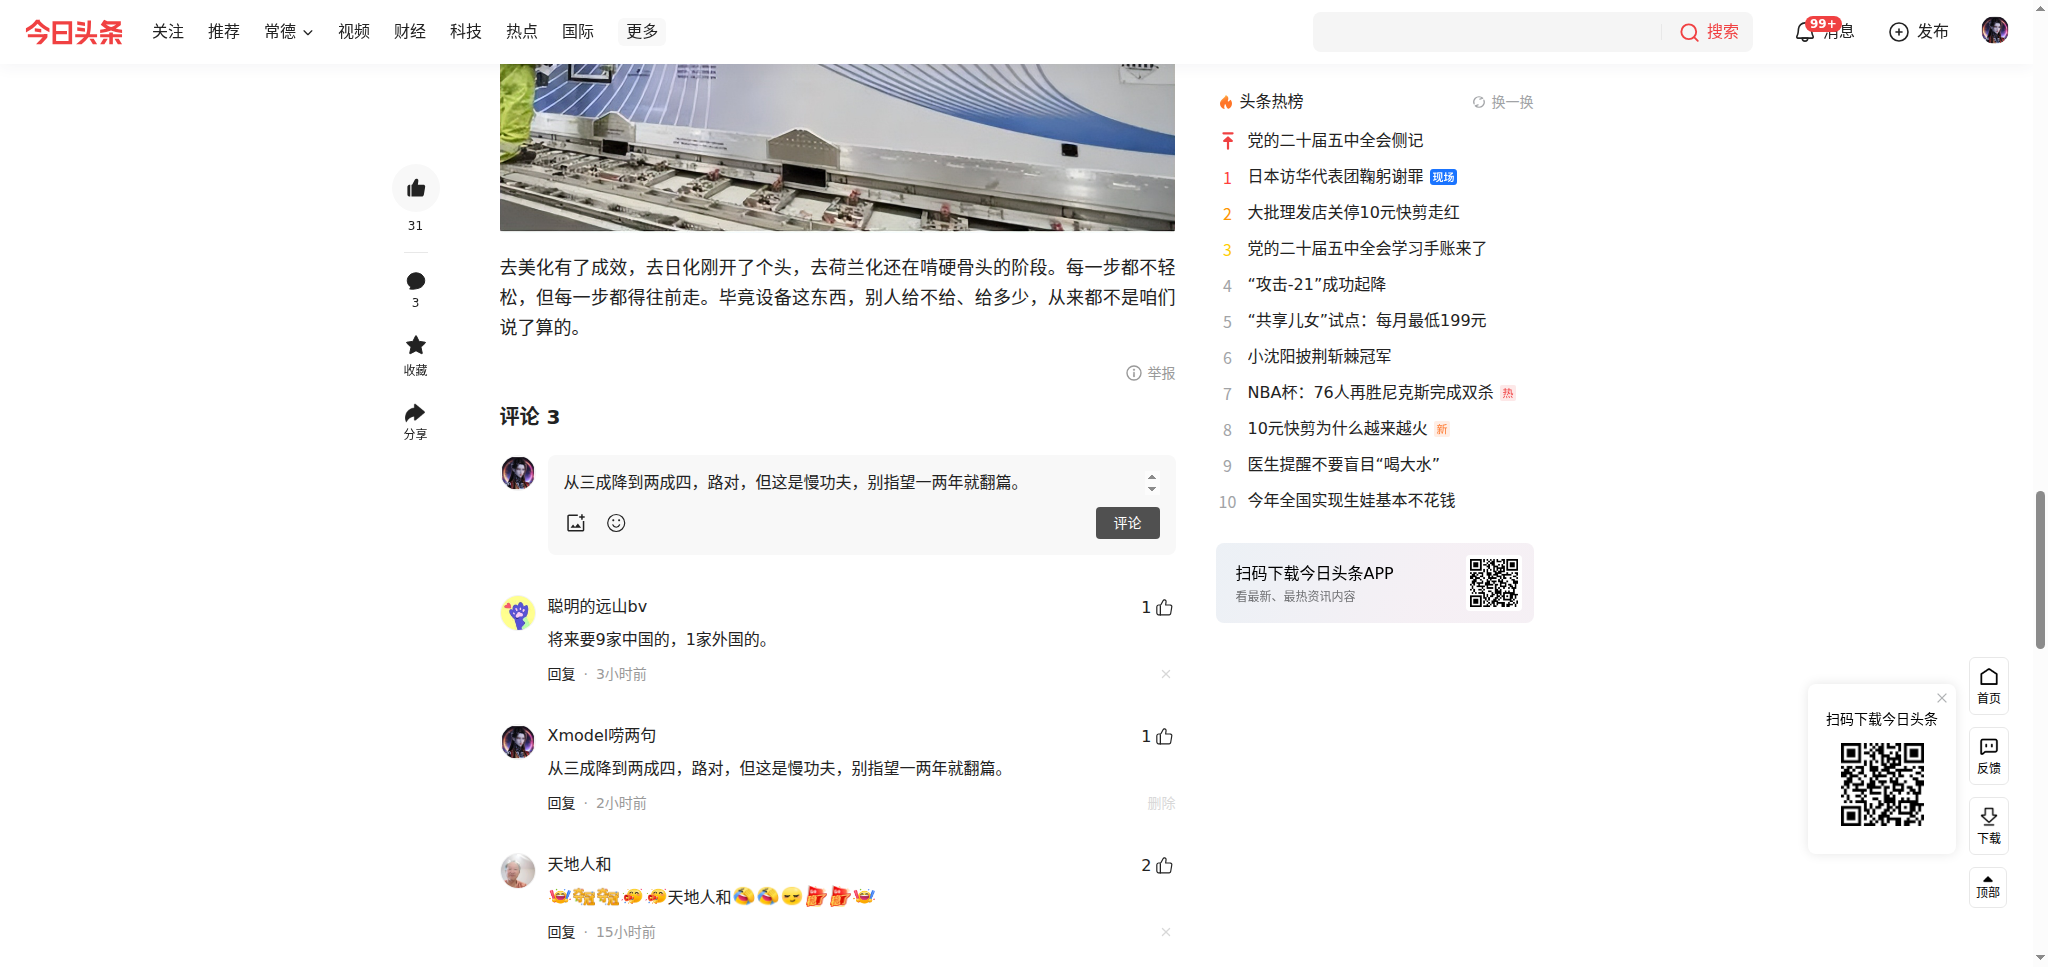 今日头条
关注 推荐 常德 视频 财经 科技 热点 国际 更多
搜索
99+
消息
发布
31
3
收藏
分享
去美化有了成效，去日化刚开了个头，去荷兰化还在啃硬骨头的阶段。每一步都不轻
松，但每一步都得往前走。毕竟设备这东西，别人给不给、给多少，从来都不是咱们
说了算的。
举报
评论 3
从三成降到两成四，路对，但这是慢功夫，别指望一两年就翻篇。
评论
聪明的远山bv
1
将来要9家中国的，1家外国的。
回复 · 3小时前
Xmodel唠两句
1
从三成降到两成四，路对，但这是慢功夫，别指望一两年就翻篇。
回复 · 2小时前
删除
天地人和
2
天地人和
回复 · 15小时前
头条热榜
换一换
党的二十届五中全会侧记
1 日本访华代表团鞠躬谢罪 现场
2 大批理发店关停10元快剪走红
3 党的二十届五中全会学习手账来了
4 “攻击-21”成功起降
5 “共享儿女”试点：每月最低199元
6 小沈阳披荆斩棘冠军
7 NBA杯：76人再胜尼克斯完成双杀 热
8 10元快剪为什么越来越火 新
9 医生提醒不要盲目“喝大水”
10 今年全国实现生娃基本不花钱
扫码下载今日头条APP
看最新、最热资讯内容
扫码下载今日头条
首页
反馈
下载
顶部